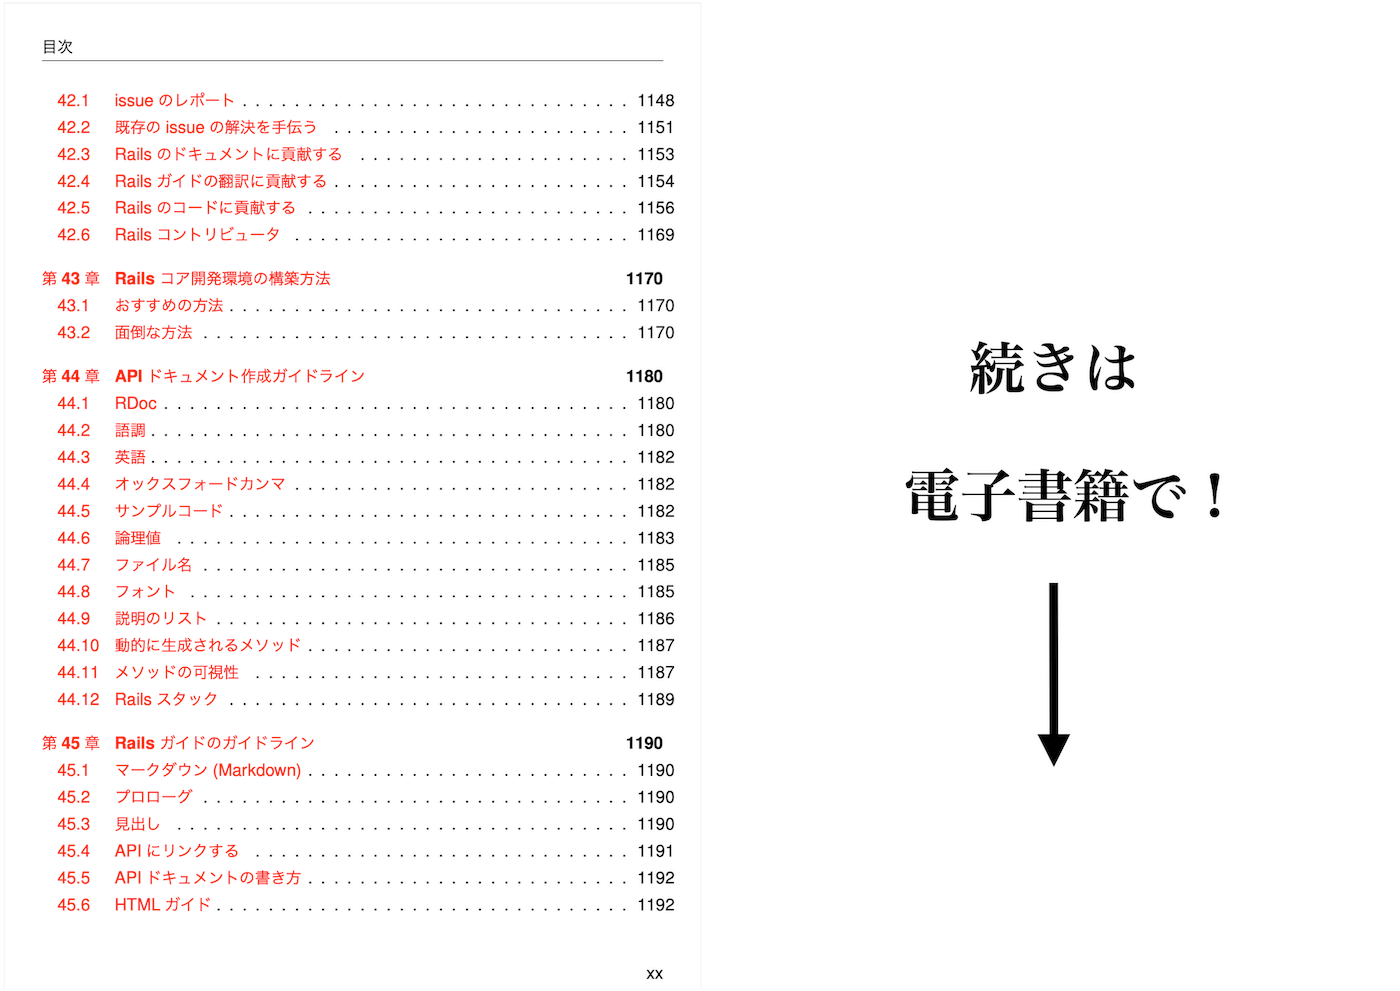 目次
42.1 issue のレポート . . . . . . . . . . . . . . . . . . . . . . . . . . . . . . 1148
42.2 既存の issue の解決を手伝う . . . . . . . . . . . . . . . . . . . . . . . 1151
42.3 Rails のドキュメントに貢献する . . . . . . . . . . . . . . . . . . . . . 1153
42.4 Rails ガイドの翻訳に貢献する . . . . . . . . . . . . . . . . . . . . . . . 1154
42.5 Rails のコードに貢献する . . . . . . . . . . . . . . . . . . . . . . . . . 1156
42.6 Rails コントリビュータ . . . . . . . . . . . . . . . . . . . . . . . . . . 1169
第 43 章 Rails コア開発環境の構築方法 1170
43.1 おすすめの方法 . . . . . . . . . . . . . . . . . . . . . . . . . . . . . . . 1170
43.2 面倒な方法 . . . . . . . . . . . . . . . . . . . . . . . . . . . . . . . . . 1170
第 44 章 API ドキュメント作成ガイドライン 1180
44.1 RDoc . . . . . . . . . . . . . . . . . . . . . . . . . . . . . . . . . . . . 1180
44.2 語調 . . . . . . . . . . . . . . . . . . . . . . . . . . . . . . . . . . . . . 1180
44.3 英語 . . . . . . . . . . . . . . . . . . . . . . . . . . . . . . . . . . . . . 1182
44.4 オックスフォードカンマ . . . . . . . . . . . . . . . . . . . . . . . . . . 1182
44.5 サンプルコード . . . . . . . . . . . . . . . . . . . . . . . . . . . . . . . 1182
44.6 論理値 . . . . . . . . . . . . . . . . . . . . . . . . . . . . . . . . . . . 1183
44.7 ファイル名 . . . . . . . . . . . . . . . . . . . . . . . . . . . . . . . . . 1185
44.8 フォント . . . . . . . . . . . . . . . . . . . . . . . . . . . . . . . . . . 1185
44.9 説明のリスト . . . . . . . . . . . . . . . . . . . . . . . . . . . . . . . . 1186
44.10 動的に生成されるメソッド . . . . . . . . . . . . . . . . . . . . . . . . . 1187
44.11 メソッドの可視性 . . . . . . . . . . . . . . . . . . . . . . . . . . . . . 1187
44.12 Rails スタック . . . . . . . . . . . . . . . . . . . . . . . . . . . . . . . 1189
第 45 章 Rails ガイドのガイドライン 1190
45.1 マークダウン (Markdown) . . . . . . . . . . . . . . . . . . . . . . . . . 1190
45.2 プロローグ . . . . . . . . . . . . . . . . . . . . . . . . . . . . . . . . . 1190
45.3 見出し . . . . . . . . . . . . . . . . . . . . . . . . . . . . . . . . . . . 1190
45.4 API にリンクする . . . . . . . . . . . . . . . . . . . . . . . . . . . . . 1191
45.5 API ドキュメントの書き方 . . . . . . . . . . . . . . . . . . . . . . . . . 1192
45.6 HTML ガイド . . . . . . . . . . . . . . . . . . . . . . . . . . . . . . . . 1192
xx
続きは
電子書籍で！